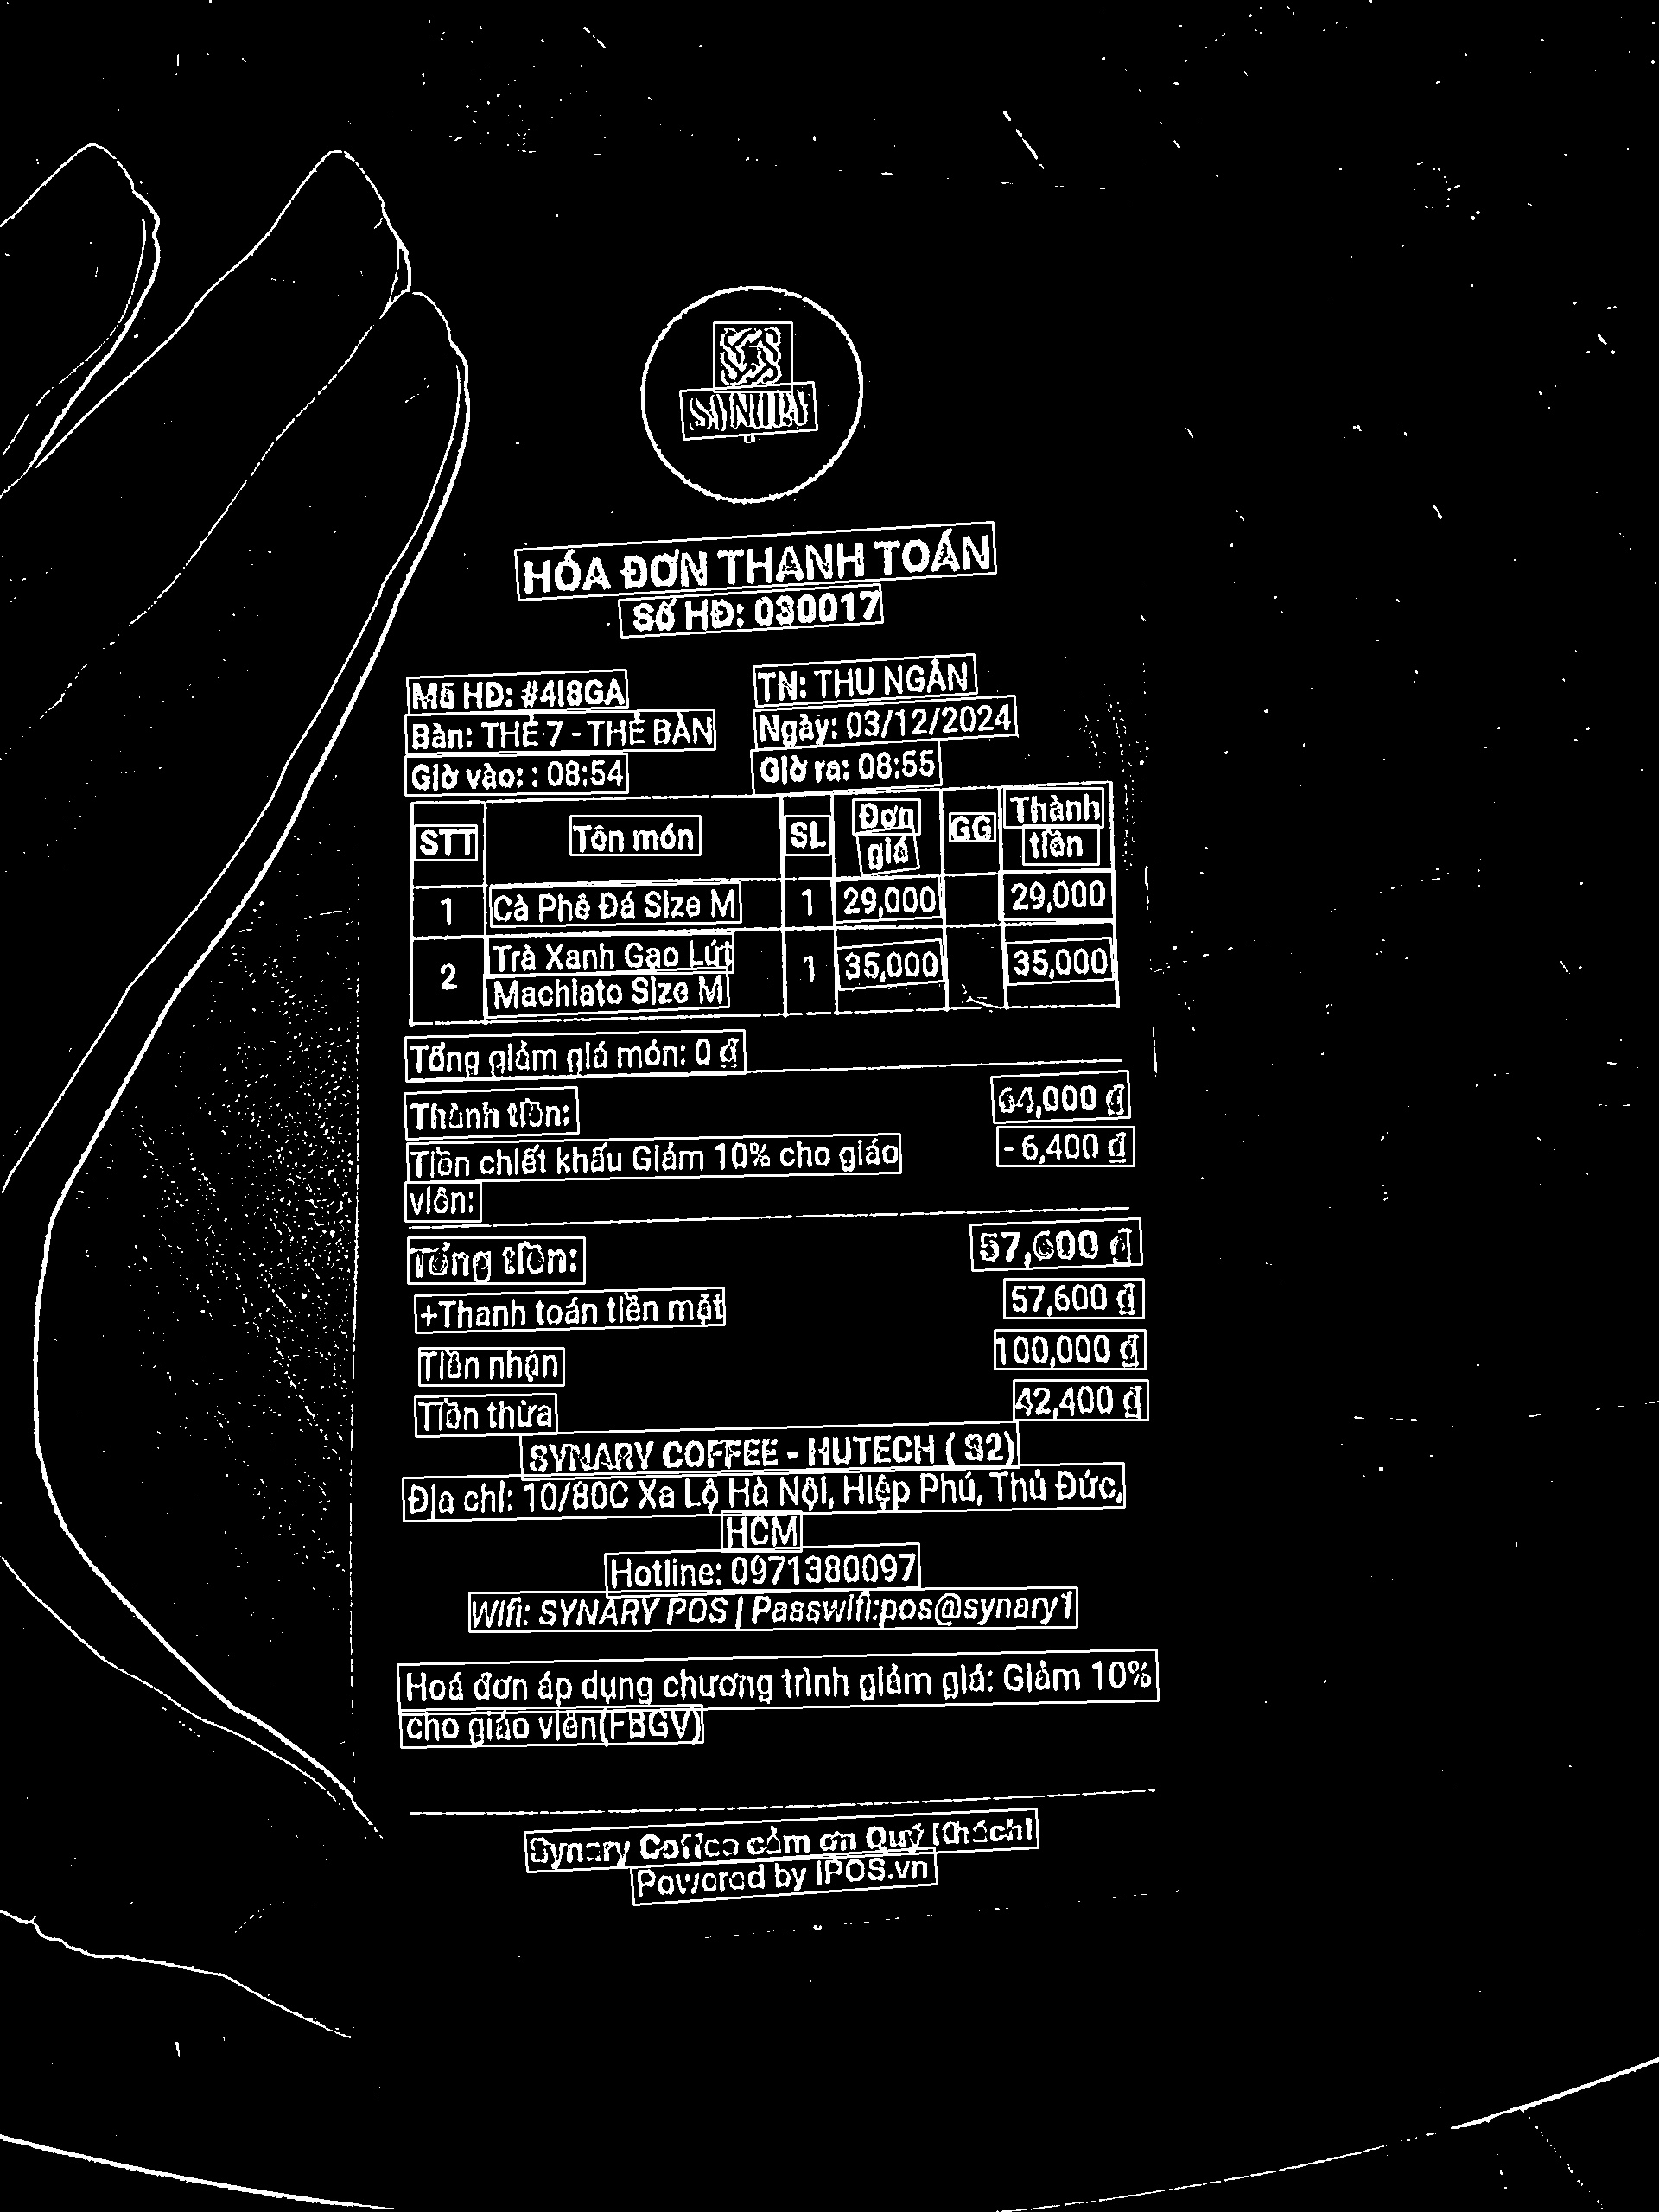 SYNARY
HÓA ĐƠN THANH TOÁN
Số HĐ: 030017
Mã HĐ: #4I8GA TN: THU NGÂN
Bàn: THẺ 7 - THẺ BÀN Ngày: 03/12/2024
Giờ vào: : 08:54 Giờ ra: 08:55
STT Tên món SL Đơn giá GG Thành tiền
1 Cà Phê Đá Size M 1 29,000 29,000
2 Trà Xanh Gạo Lứt Machiato Size M 1 35,000 35,000
Tổng giảm giá món: 0 ₫
Thành tiền: 64,000 ₫
Tiền chiết khấu Giảm 10% cho giáo viên: - 6,400 ₫
Tổng tiền: 57,600 ₫
+Thanh toán tiền mặt 57,600 ₫
Tiền nhận 100,000 ₫
Tiền thừa 42,400 ₫
SYNARY COFFEE - HUTECH ( S2)
Địa chỉ: 10/80C Xa Lộ Hà Nội, Hiệp Phú, Thủ Đức,
HCM
Hotline: 0971380097
Wifi: SYNARY POS | Passwifi:pos@synary1
Hoá đơn áp dụng chương trình giảm giá: Giảm 10%
cho giáo viên(FBGV)
Synary Coffee cảm ơn Quý Khách!
Powered by iPOS.vn